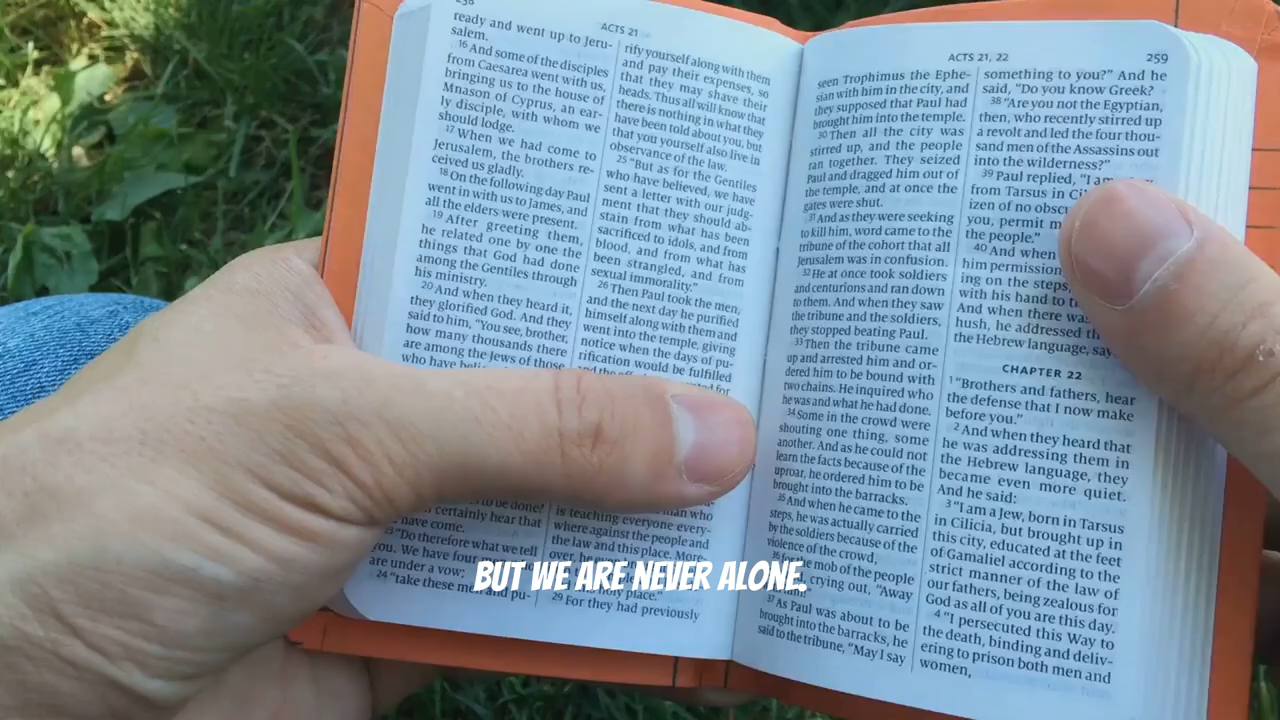 ACTS 21
ready and went up to Jeru-
salem.
16 And some of the disciples
from Caesarea went with us,
bringing us to the house of
Mnason of Cyprus, an ear-
ly disciple, with whom we
should lodge.
17 When we had come to
Jerusalem, the brothers re-
ceived us gladly.
18 On the following day Paul
went in with us to James, and
all the elders were present.
19 After greeting them,
he related one by one the
things that God had done
among the Gentiles through
his ministry.
20 And when they heard it,
they glorified God. And they
said to him, "You see, brother,
how many thousands there
are among the Jews of those
who have
to be done?
certainly hear that
have come.
"Do therefore what we tell
you. We have four
are under a vow;
24 "take these men and pu-
rify yourself along with them
and pay their expenses, so
that they may shave their
heads. Thus all will know that
there is nothing in what they
have been told about you, but
that you yourself also live in
observance of the law.
25 "But as for the Gentiles
who have believed, we have
sent a letter with our judg-
ment that they should ab-
stain from what has been
sacrificed to idols, and from
blood, and from what has
been strangled, and from
sexual immorality."
26 Then Paul took the men,
and the next day he purified
himself along with them and
went into the temple, giving
notice when the days of pu-
rification would be fulfilled
man who
is teaching everyone every-
where against the people and
the law and this place. More-
over, he
holy place."
29 For they had previously
ACTS 21, 22
259
seen Trophimus the Ephe-
sian with him in the city, and
they supposed that Paul had
brought him into the temple.
30 Then all the city was
stirred up, and the people
ran together. They seized
Paul and dragged him out of
the temple, and at once the
gates were shut.
31 And as they were seeking
to kill him, word came to the
tribune of the cohort that all
Jerusalem was in confusion.
32 He at once took soldiers
and centurions and ran down
to them. And when they saw
the tribune and the soldiers,
they stopped beating Paul.
33 Then the tribune came
up and arrested him and or-
dered him to be bound with
two chains. He inquired who
he was and what he had done.
34 Some in the crowd were
shouting one thing, some
another. And as he could not
learn the facts because of the
uproar, he ordered him to be
brought into the barracks.
35 And when he came to the
steps, he was actually carried
by the soldiers because of the
violence of the crowd,
36 for the mob of the people
crying out, "Away
37 As Paul was about to be
brought into the barracks, he
said to the tribune, "May I say
something to you?" And he
said, "Do you know Greek?
38 "Are you not the Egyptian,
then, who recently stirred up
a revolt and led the four thou-
sand men of the Assassins out
into the wilderness?"
39 Paul replied, "I am
from Tarsus in
izen of no
you, permit
the people."
40 And when
him permission,
ing on the steps,
with his hand to
And when there was
hush, he addressed
the Hebrew language,
CHAPTER 22
1 "Brothers and fathers, hear
the defense that I now make
before you."
2 And when they heard that
he was addressing them in
the Hebrew language, they
became even more quiet.
And he said:
3 "I am a Jew, born in Tarsus
in Cilicia, but brought up in
this city, educated at the feet
of Gamaliel according to the
strict manner of the law of
our fathers, being zealous for
God as all of you are this day.
4 "I persecuted this Way to
the death, binding and deliv-
ering to prison both men and
women,
BUT WE ARE NEVER ALONE.